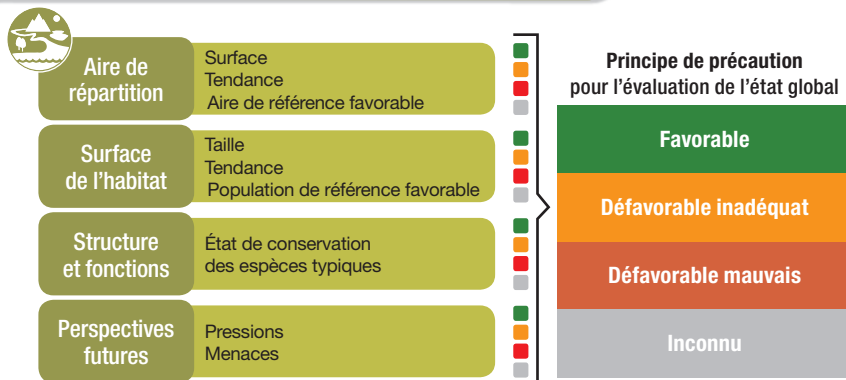 Aire de
répartition
Surface
Tendance
Aire de référence favorable
Surface
de l'habitat
Taille
Tendance
Population de référence favorable
Structure
et fonctions
État de conservation
des espèces typiques
Perspectives
futures
Pressions
Menaces
Principe de précaution
pour l'évaluation de l'état global
Favorable
Défavorable inadéquat
Défavorable mauvais
Inconnu